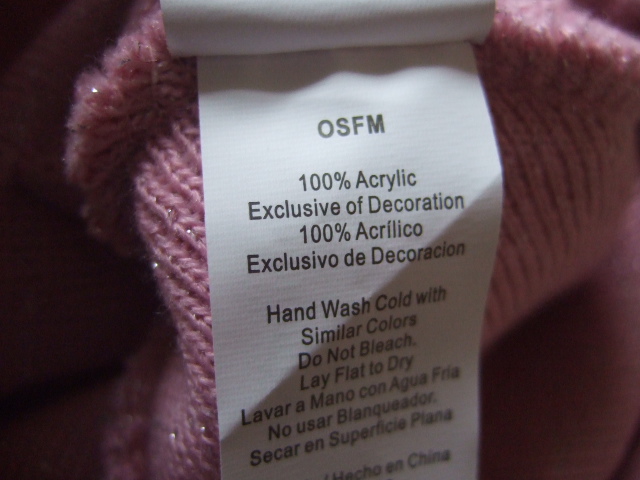 OSFM
100% Acrylic
Exclusive of Decoration
100% Acrílico
Exclusivo de Decoracion
Hand Wash Cold with
Similar Colors
Do Not Bleach.
Lay Flat to Dry
Lavar a Mano con Agua Fria
No usar Blanqueador.
Secar en Superficie Plana
Hecho en China